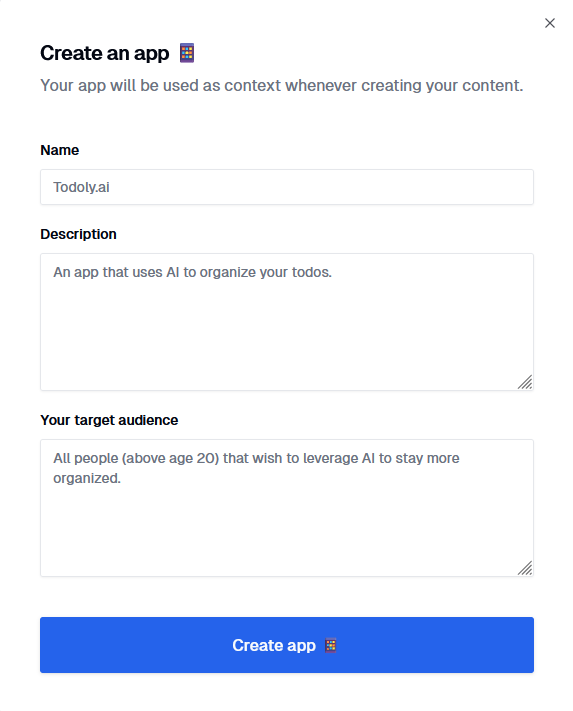 Create an app
Your app will be used as context whenever creating your content.
Name
Todoly.ai
Description
An app that uses AI to organize your todos.
Your target audience
All people (above age 20) that wish to leverage AI to stay more
organized.
Create app